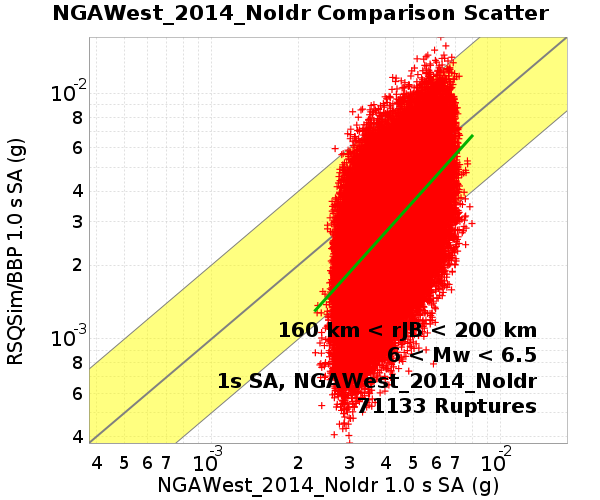 NGAWest_2014_NoIdr Comparison Scatter
RSQSim/BBP 1.0 s SA (g)
10-2
8
6
4
3
2
10-3
8
6
4
160 km < rJB < 200 km
6 < Mw < 6.5
1s SA, NGAWest_2014_NoIdr
71133 Ruptures
4 5 6 7 10-3 2 3 4 5 6 7 10-2
NGAWest_2014_NoIdr 1.0 s SA (g)